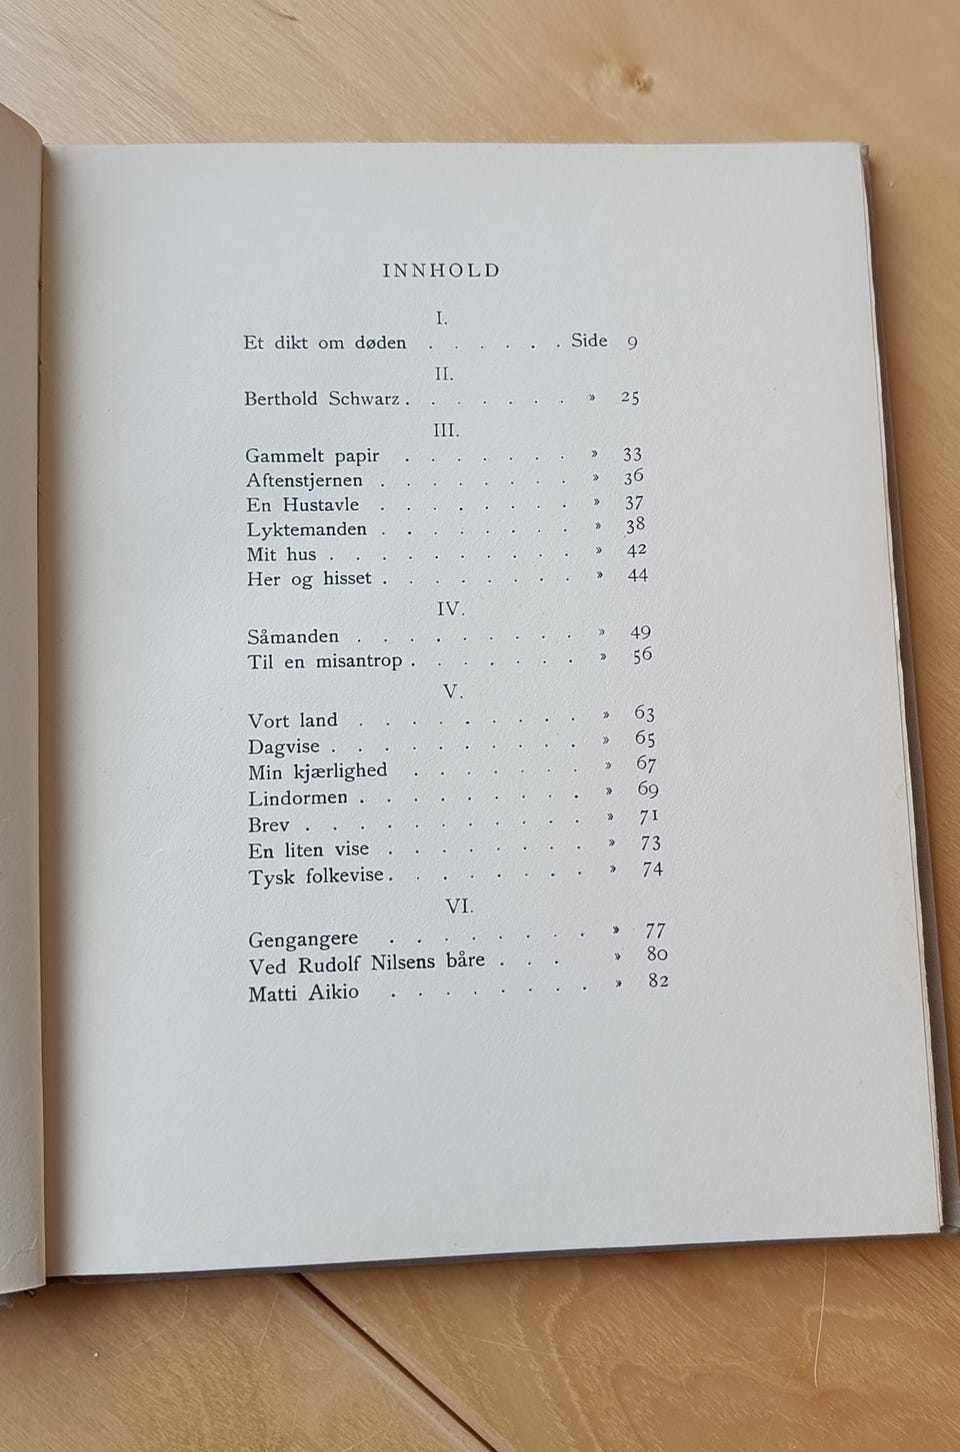 INNHOLD
I.
Et dikt om døden . . . . . . Side 9
II.
Berthold Schwarz . . . . . . . » 25
III.
Gammelt papir . . . . . . . » 33
Aftenstjernen . . . . . . . . » 36
En Hustavle . . . . . . . . » 37
Lyktemanden . . . . . . . . » 38
Mit hus . . . . . . . . . . » 42
Her og hisset . . . . . . . . » 44
IV.
Såmanden . . . . . . . . . » 49
Til en misantrop . . . . . . . » 56
V.
Vort land . . . . . . . . . » 63
Dagvise . . . . . . . . . . » 65
Min kjærlighed . . . . . . . » 67
Lindormen . . . . . . . . . » 69
Brev . . . . . . . . . . . » 71
En liten vise . . . . . . . . » 73
Tysk folkevise . . . . . . . . » 74
VI.
Gengangere . . . . . . . . » 77
Ved Rudolf Nilsens båre . . . » 80
Matti Aikio . . . . . . . . » 82